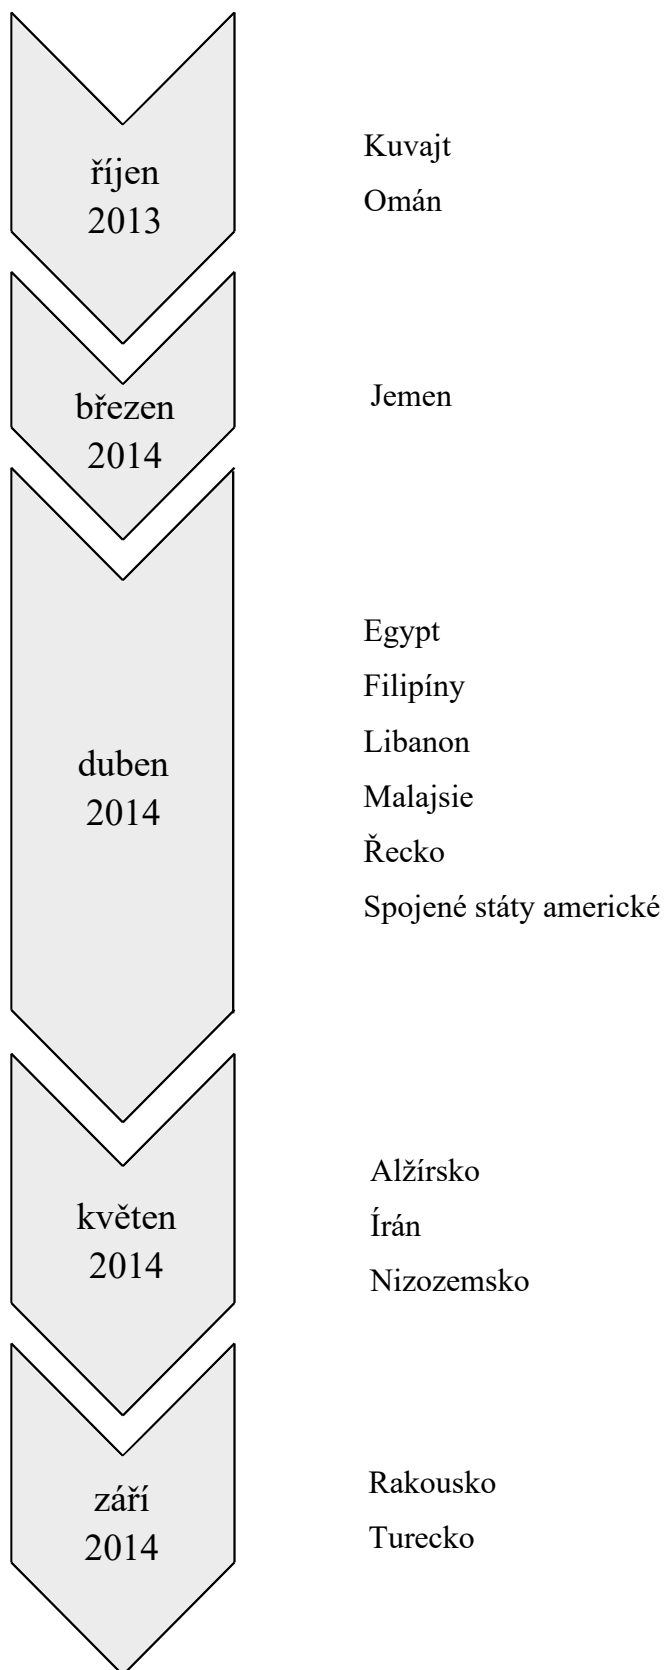 říjen
2013
Kuvajt
Omán
březen
2014
Jemen
duben
2014
Egypt
Filipíny
Libanon
Malajsie
Řecko
Spojené státy americké
květen
2014
Alžírsko
Írán
Nizozemsko
září
2014
Rakousko
Turecko